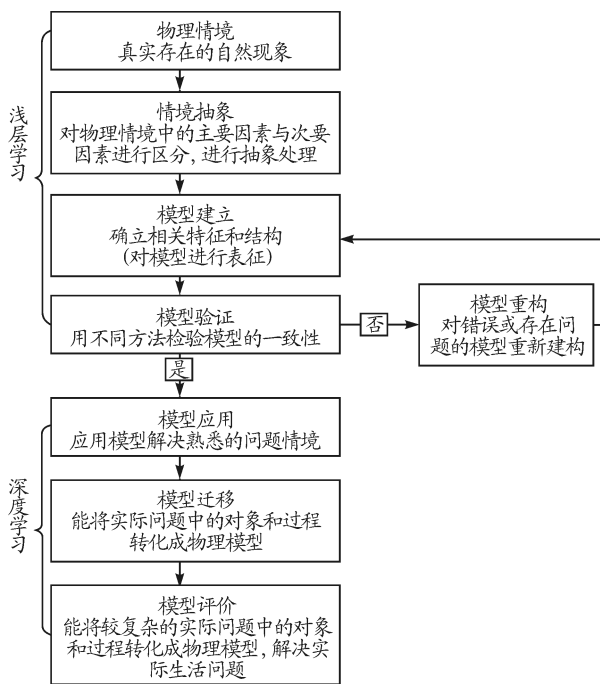 物理情境
真实存在的自然现象
情境抽象
对物理情境中的主要因素与次要
因素进行区分,进行抽象处理
浅层学习
模型建立
确立相关特征和结构
(对模型进行表征)
模型验证
用不同方法检验模型的一致性
否
模型重构
对错误或存在问
题的模型重新建构
是
模型应用
应用模型解决熟悉的问题情境
深度学习
模型迁移
能将实际问题中的对象和过程
转化成物理模型
模型评价
能将较复杂的实际问题中的对象
和过程转化成物理模型,解决实
际生活问题